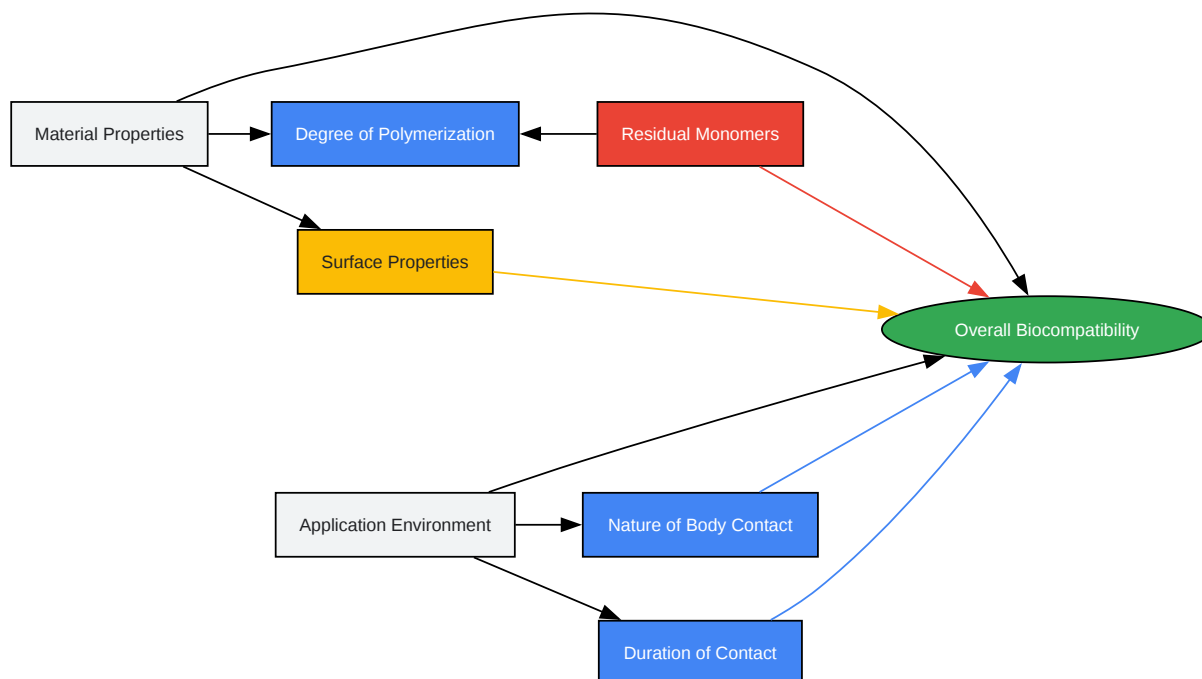 Material Properties
Degree of Polymerization
Residual Monomers
Surface Properties
Overall Biocompatibility
Application Environment
Nature of Body Contact
Duration of Contact